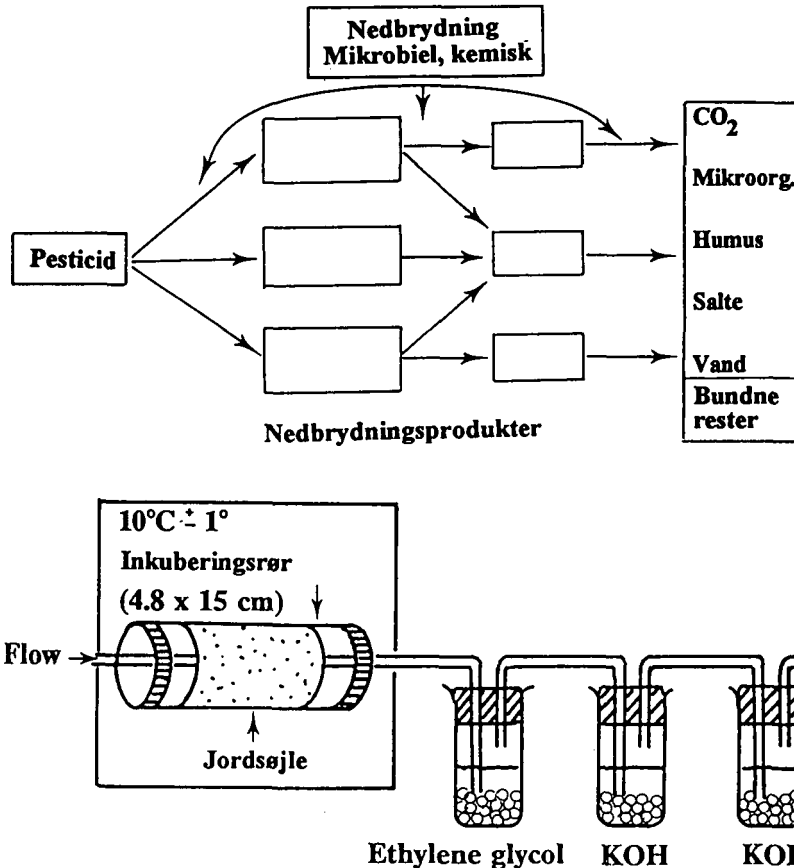 Nedbrydning
Mikrobiel, kemisk
CO2
Mikroorg.
Pesticid
Humus
Salte
Vand
Bundne
rester
Nedbrydningsprodukter
10°C ± 1°
Inkuberingsrør
(4.8 x 15 cm)
Flow
Jordsøjle
Ethylene glycol
KOH